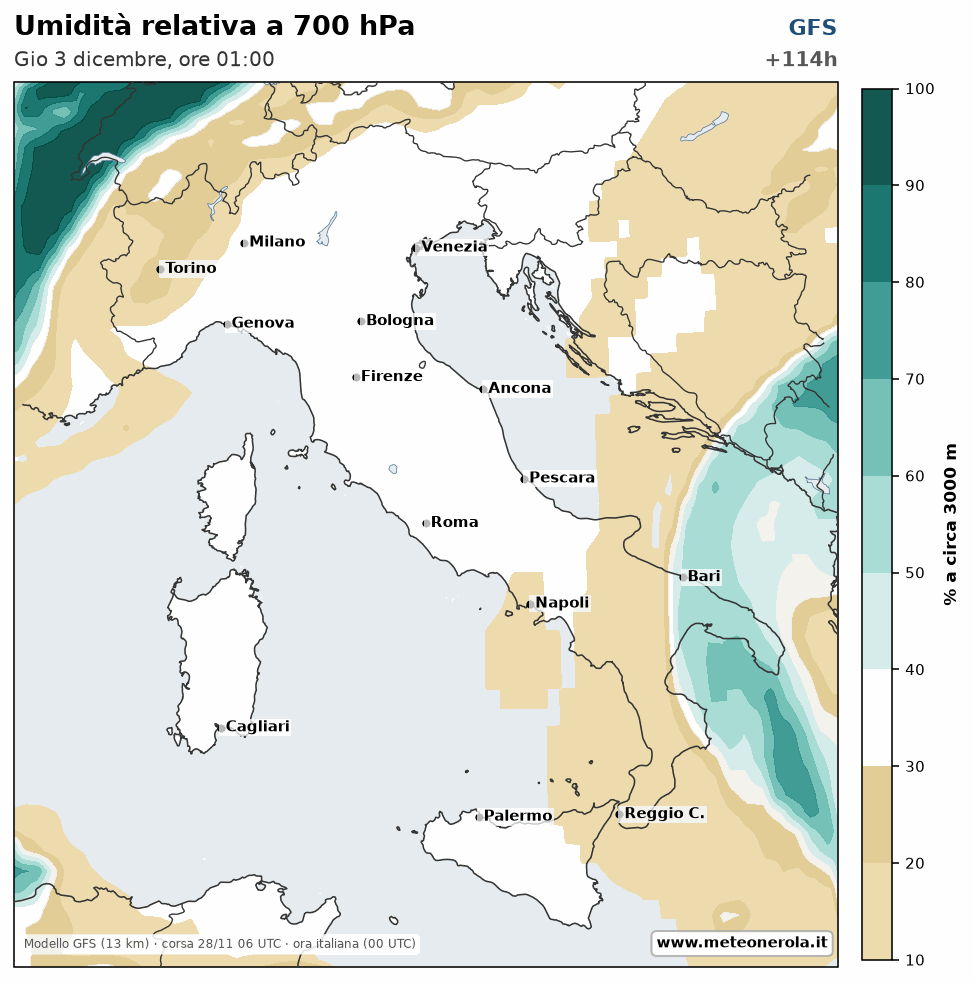 Umidità relativa a 700 hPa
GFS
Gio 3 dicembre, ore 01:00
+114h
100
90
80
70
60
50
40
30
20
10
% a circa 3000 m
Milano
Venezia
Torino
Genova
Bologna
Firenze
Ancona
Pescara
Roma
Bari
Napoli
Cagliari
Palermo
Reggio C.
Modello GFS (13 km) · corsa 28/11 06 UTC · ora italiana (00 UTC)
www.meteonerola.it